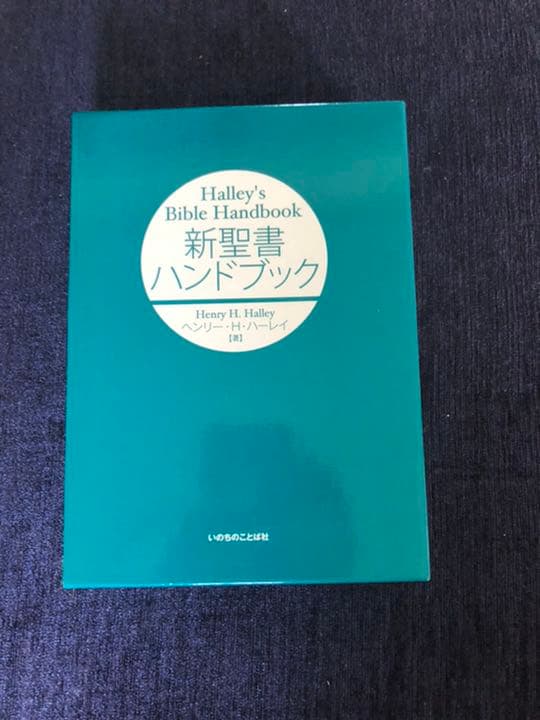 Halley's
Bible Handbook
新聖書
ハンドブック
Henry H. Halley
ヘンリー・H・ハーレイ
【著】
いのちのことば社